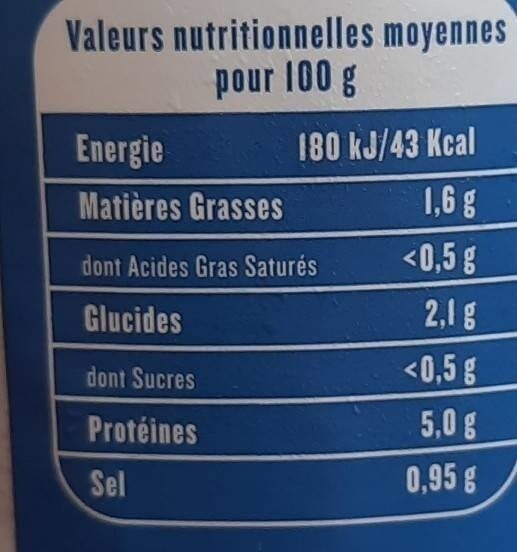 Valeurs nutritionnelles moyennes
pour 100 g
Energie 180 kJ/43 Kcal
Matières Grasses 1,6 g
dont Acides Gras Saturés <0,5 g
Glucides 2,1 g
dont Sucres <0,5 g
Protéines 5,0 g
Sel 0,95 g